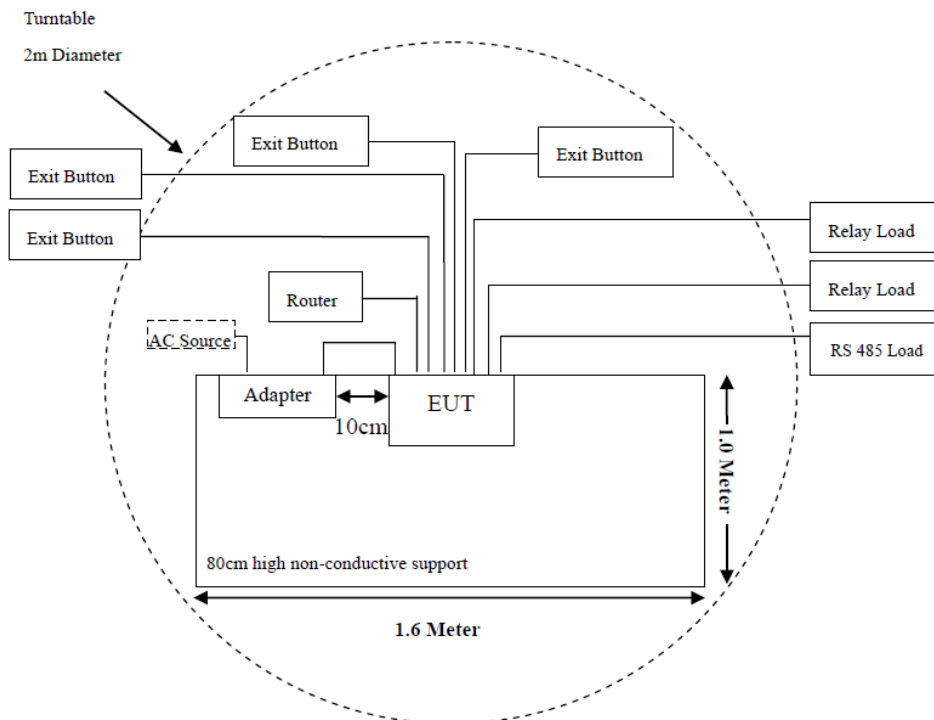 Turntable
2m Diameter
Exit Button
Exit Button
Exit Button
Exit Button
Relay Load
Relay Load
RS 485 Load
Router
AC Source
Adapter
EUT
10cm
1.0 Meter
80cm high non-conductive support
1.6 Meter